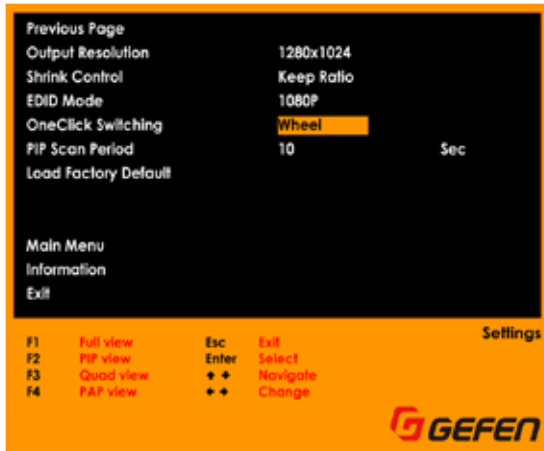 Previous Page
Output Resolution 1280x1024
Shrink Control Keep Ratio
EDID Mode 1080P
OneClick Switching Wheel
PIP Scan Period 10 Sec
Load Factory Default
Main Menu
Information
Exit
Settings
F1 Full view Esc Exit
F2 PIP view Enter Select
F3 Quad view Navigate
F4 PAP view Change
GEFEN